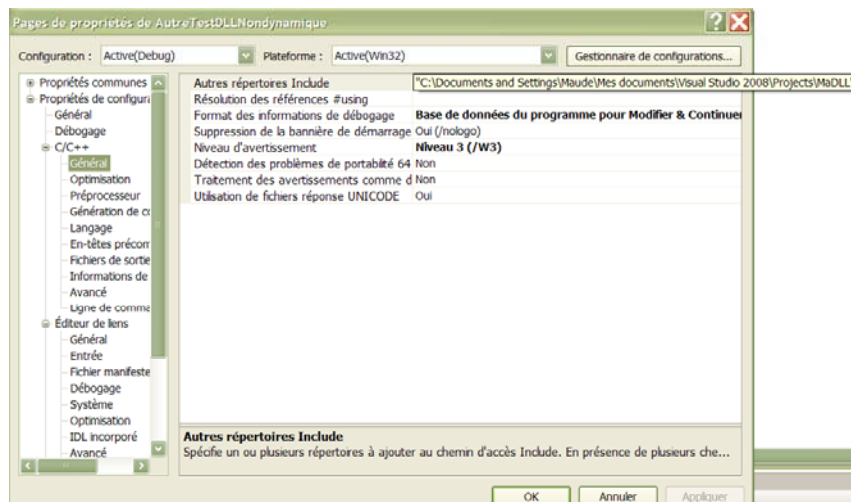 Pages de propriétés de AutreTestDLLNondynamique
Configuration : Active(Debug) Plateforme : Active(Win32) Gestionnaire de configurations...
Propriétés communes
Propriétés de configura
Général
Débogage
C/C++
Général
Optimisation
Préprocesseur
Génération de co
Langage
En-têtes précom
Fichiers de sortie
Informations de
Avancé
Ligne de comma
Éditeur de liens
Général
Entrée
Fichier manifeste
Débogage
Système
Optimisation
IDL incorporé
Avancé
Autres répertoires Include "C:\Documents and Settings\Maude\Mes documents\Visual Studio 2008\Projects\MaDLL\
Résolution des références #using
Format des informations de débogage Base de données du programme pour Modifier & Continuer
Suppression de la bannière de démarrage Oui (/nologo)
Niveau d'avertissement Niveau 3 (/W3)
Détection des problèmes de portabilité 64 Non
Traitement des avertissements comme d Non
Utilisation de fichiers réponse UNICODE Oui
Autres répertoires Include
Spécifie un ou plusieurs répertoires à ajouter au chemin d'accès Include. En présence de plusieurs che...
OK Annuler Appliquer